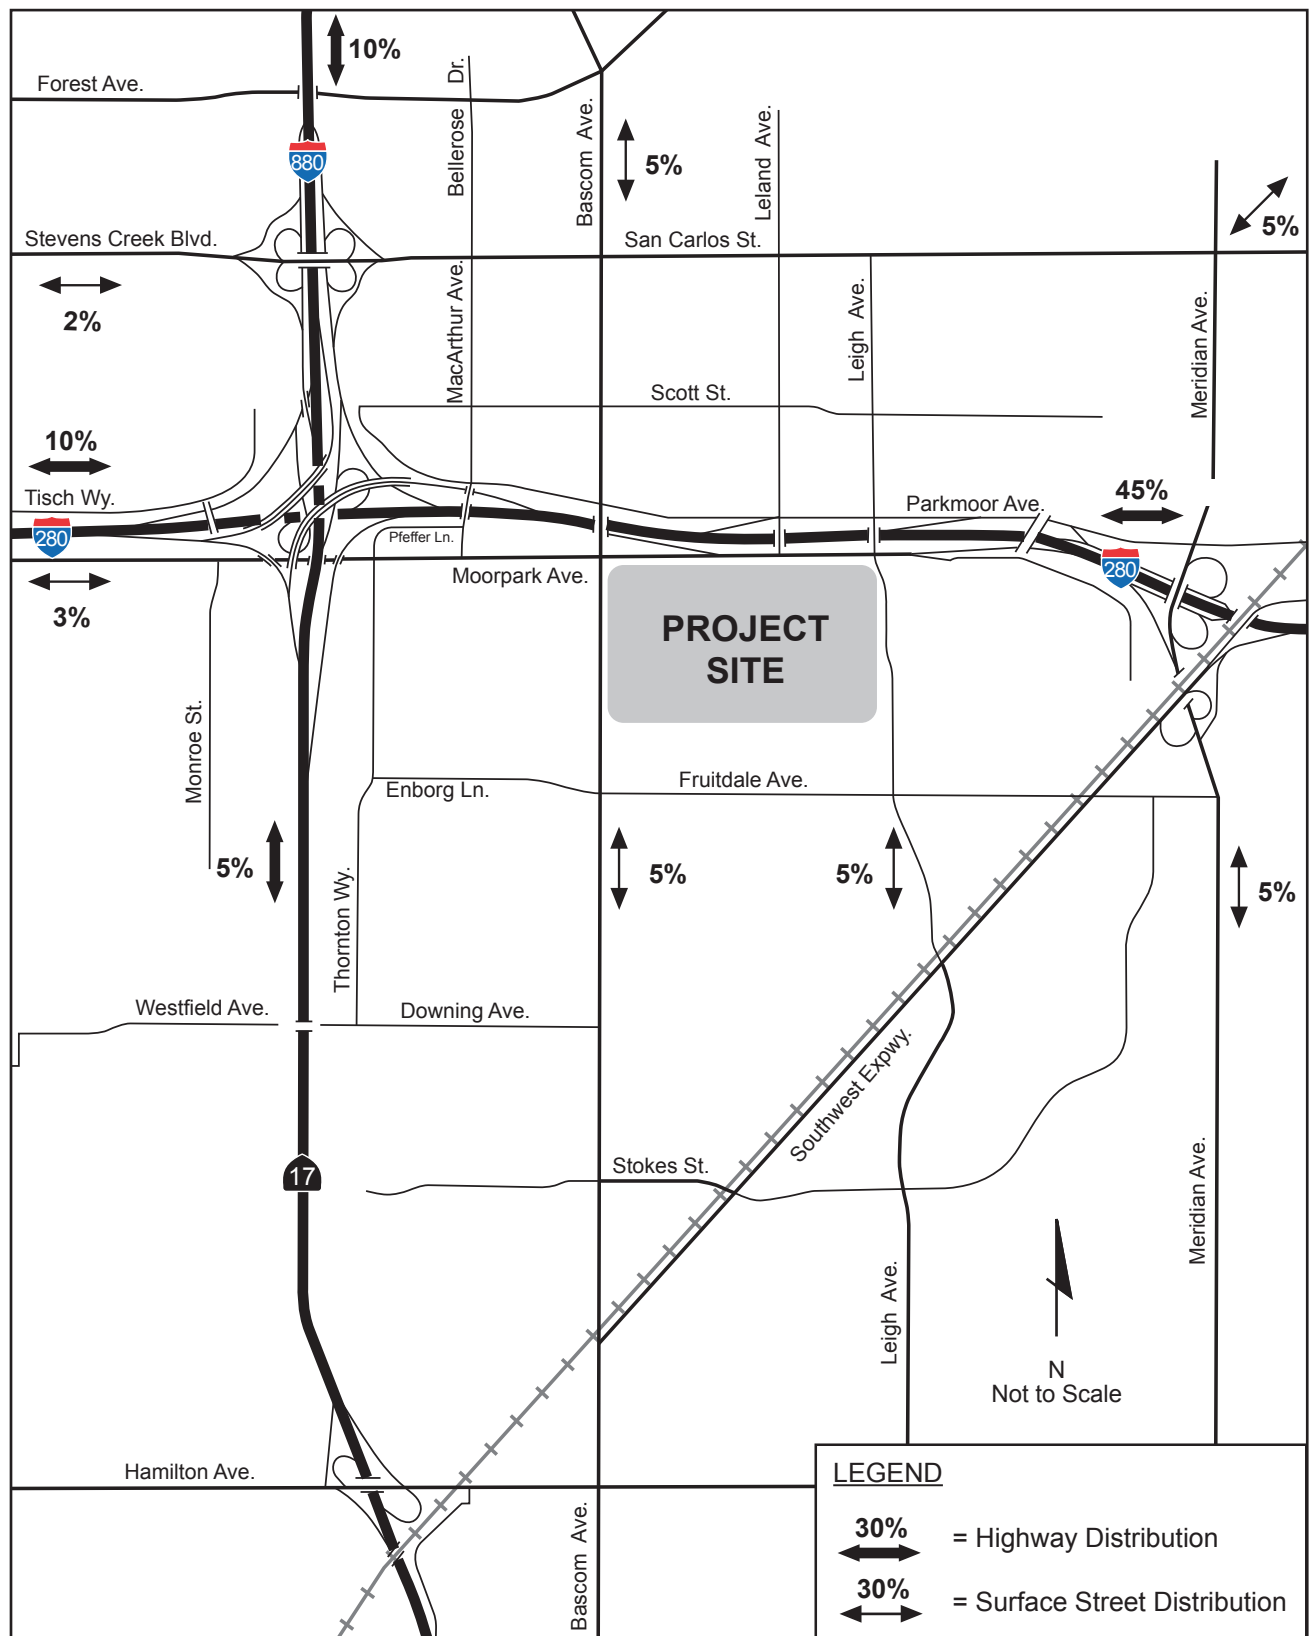 10%
Forest Ave.
Bellerose Dr.
880
Bascom Ave.
5%
Leland Ave.
Stevens Creek Blvd.
San Carlos St.
5%
2%
MacArthur Ave.
Leigh Ave.
Meridian Ave.
Scott St.
10%
Tisch Wy.
280
Parkmoor Ave.
45%
280
Pfeffer Ln.
Moorpark Ave.
3%
PROJECT
SITE
Monroe St.
Enborg Ln.
Fruitdale Ave.
5%
5%
5%
5%
Thornton Wy.
Westfield Ave.
Downing Ave.
Southwest Expwy.
17
Stokes St.
Meridian Ave.
Leigh Ave.
N
Not to Scale
Hamilton Ave.
Bascom Ave.
LEGEND
30%
= Highway Distribution
30%
= Surface Street Distribution